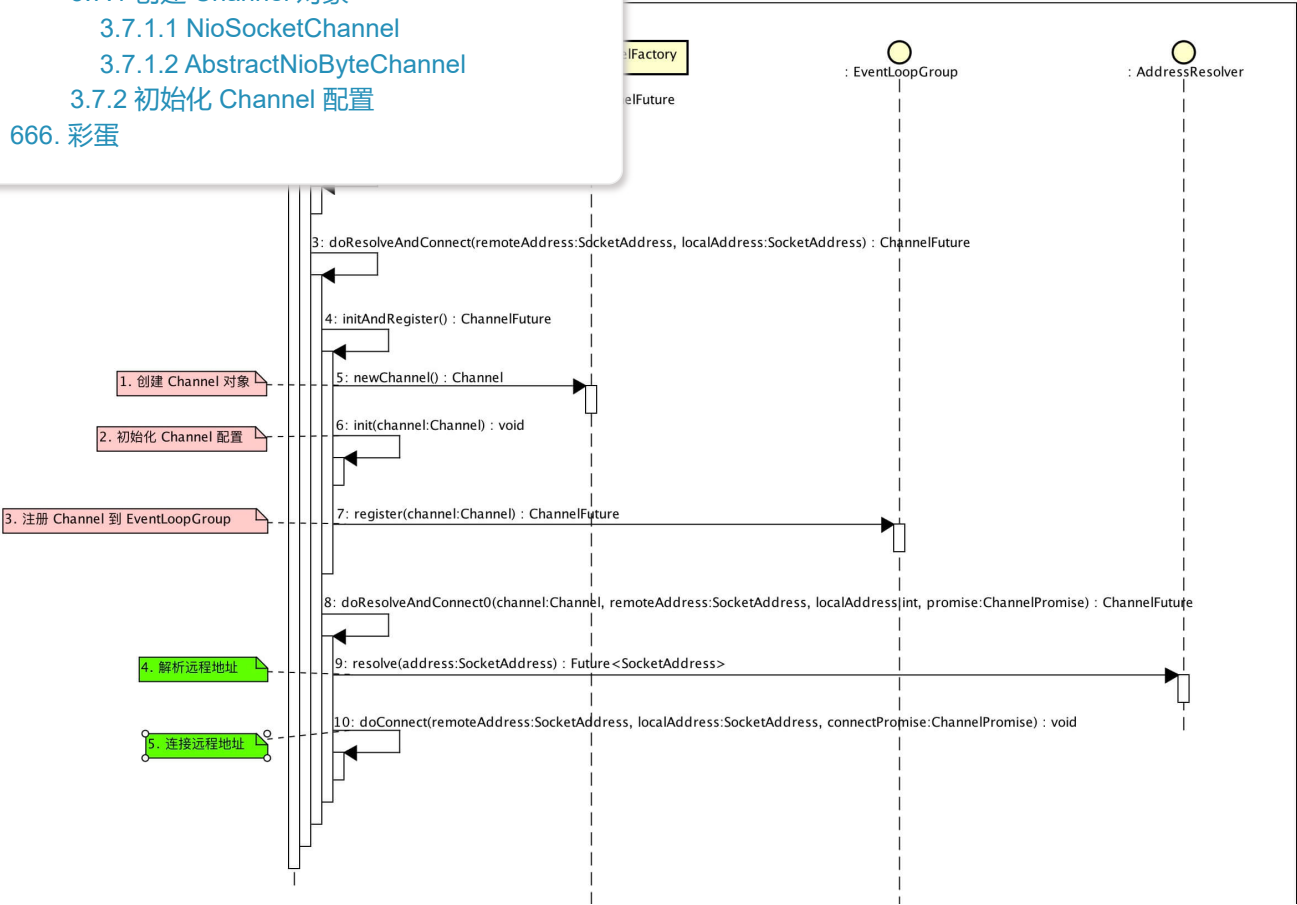 3.7.1.1 NioSocketChannel
3.7.1.2 AbstractNioByteChannel
3.7.2 初始化 Channel 配置
666. 彩蛋
lFactory
: EventLoopGroup
: AddressResolver
elFuture
3: doResolveAndConnect(remoteAddress:SocketAddress, localAddress:SocketAddress) : ChannelFuture
4: initAndRegister() : ChannelFuture
1. 创建 Channel 对象
5: newChannel() : Channel
2. 初始化 Channel 配置
6: init(channel:Channel) : void
3. 注册 Channel 到 EventLoopGroup
7: register(channel:Channel) : ChannelFuture
8: doResolveAndConnect0(channel:Channel, remoteAddress:SocketAddress, localAddress:int, promise:ChannelPromise) : ChannelFuture
4. 解析远程地址
9: resolve(address:SocketAddress) : Future<SocketAddress>
10: doConnect(remoteAddress:SocketAddress, localAddress:SocketAddress, connectPromise:ChannelPromise) : void
5. 连接远程地址